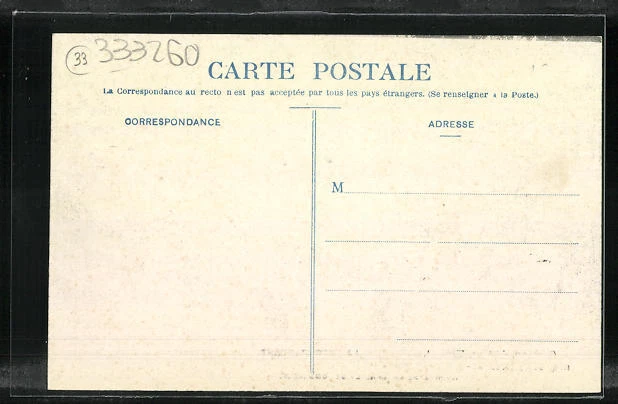 33 333260
CARTE POSTALE
La Correspondance au recto n est pas acceptée par tous les pays étrangers. (Se renseigner à la Poste.)
CORRESPONDANCE
ADRESSE
M